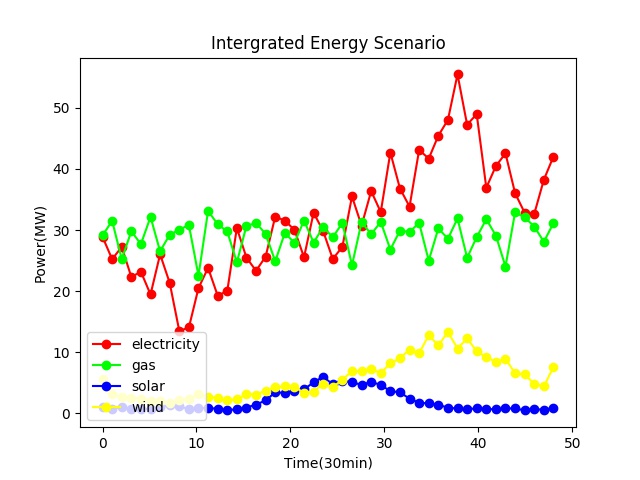 Intergrated Energy Scenario
Power(MW)
50
40
30
20
10
0
electricity
gas
solar
wind
0 10 20 30 40 50
Time(30min)